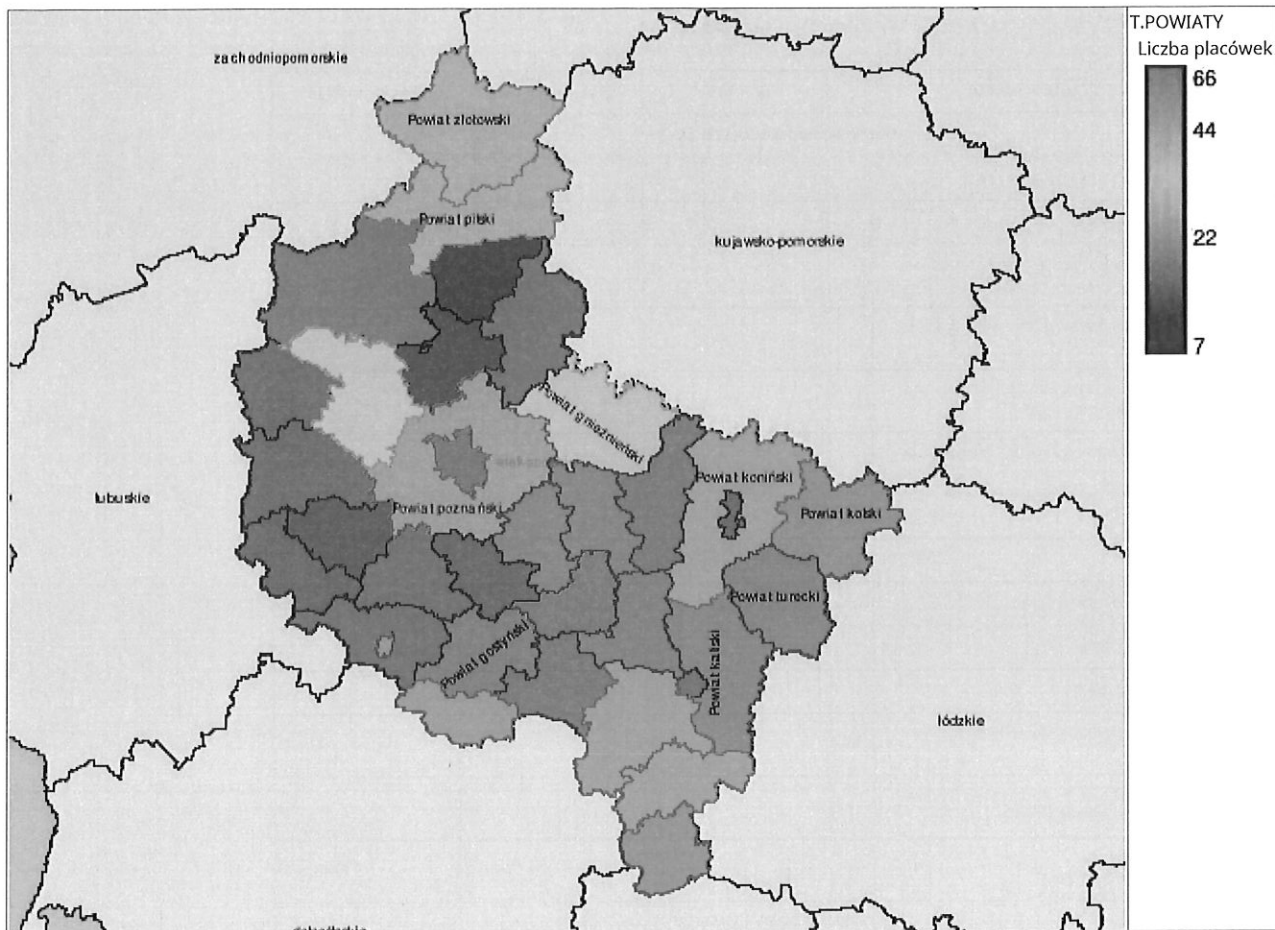 T.POWIATY
Liczba placówek
66
44
22
7
zachodniopomorskie
Powiat złotowski
Powiat pilski
kujawsko-pomorskie
Powiat gnieźnieński
Powiat koniński
lubuskie
Powiat poznański
Powiat kolski
Powiat turecki
Powiat gostyński
Powiat kaliski
łódzkie